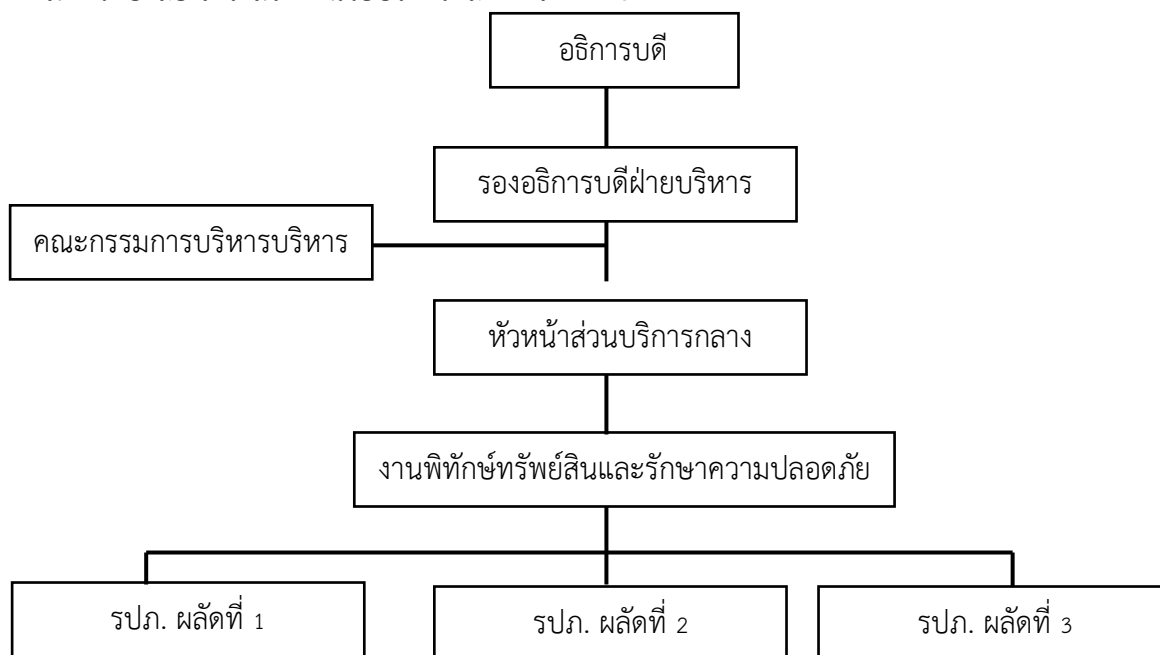 อธิการบดี
รองอธิการบดีฝ่ายบริหาร
คณะกรรมการบริหารบริหาร
หัวหน้าส่วนบริการกลาง
งานพิทักษ์ทรัพย์สินและรักษาความปลอดภัย
รปภ. ผลัดที่ 1
รปภ. ผลัดที่ 2
รปภ. ผลัดที่ 3